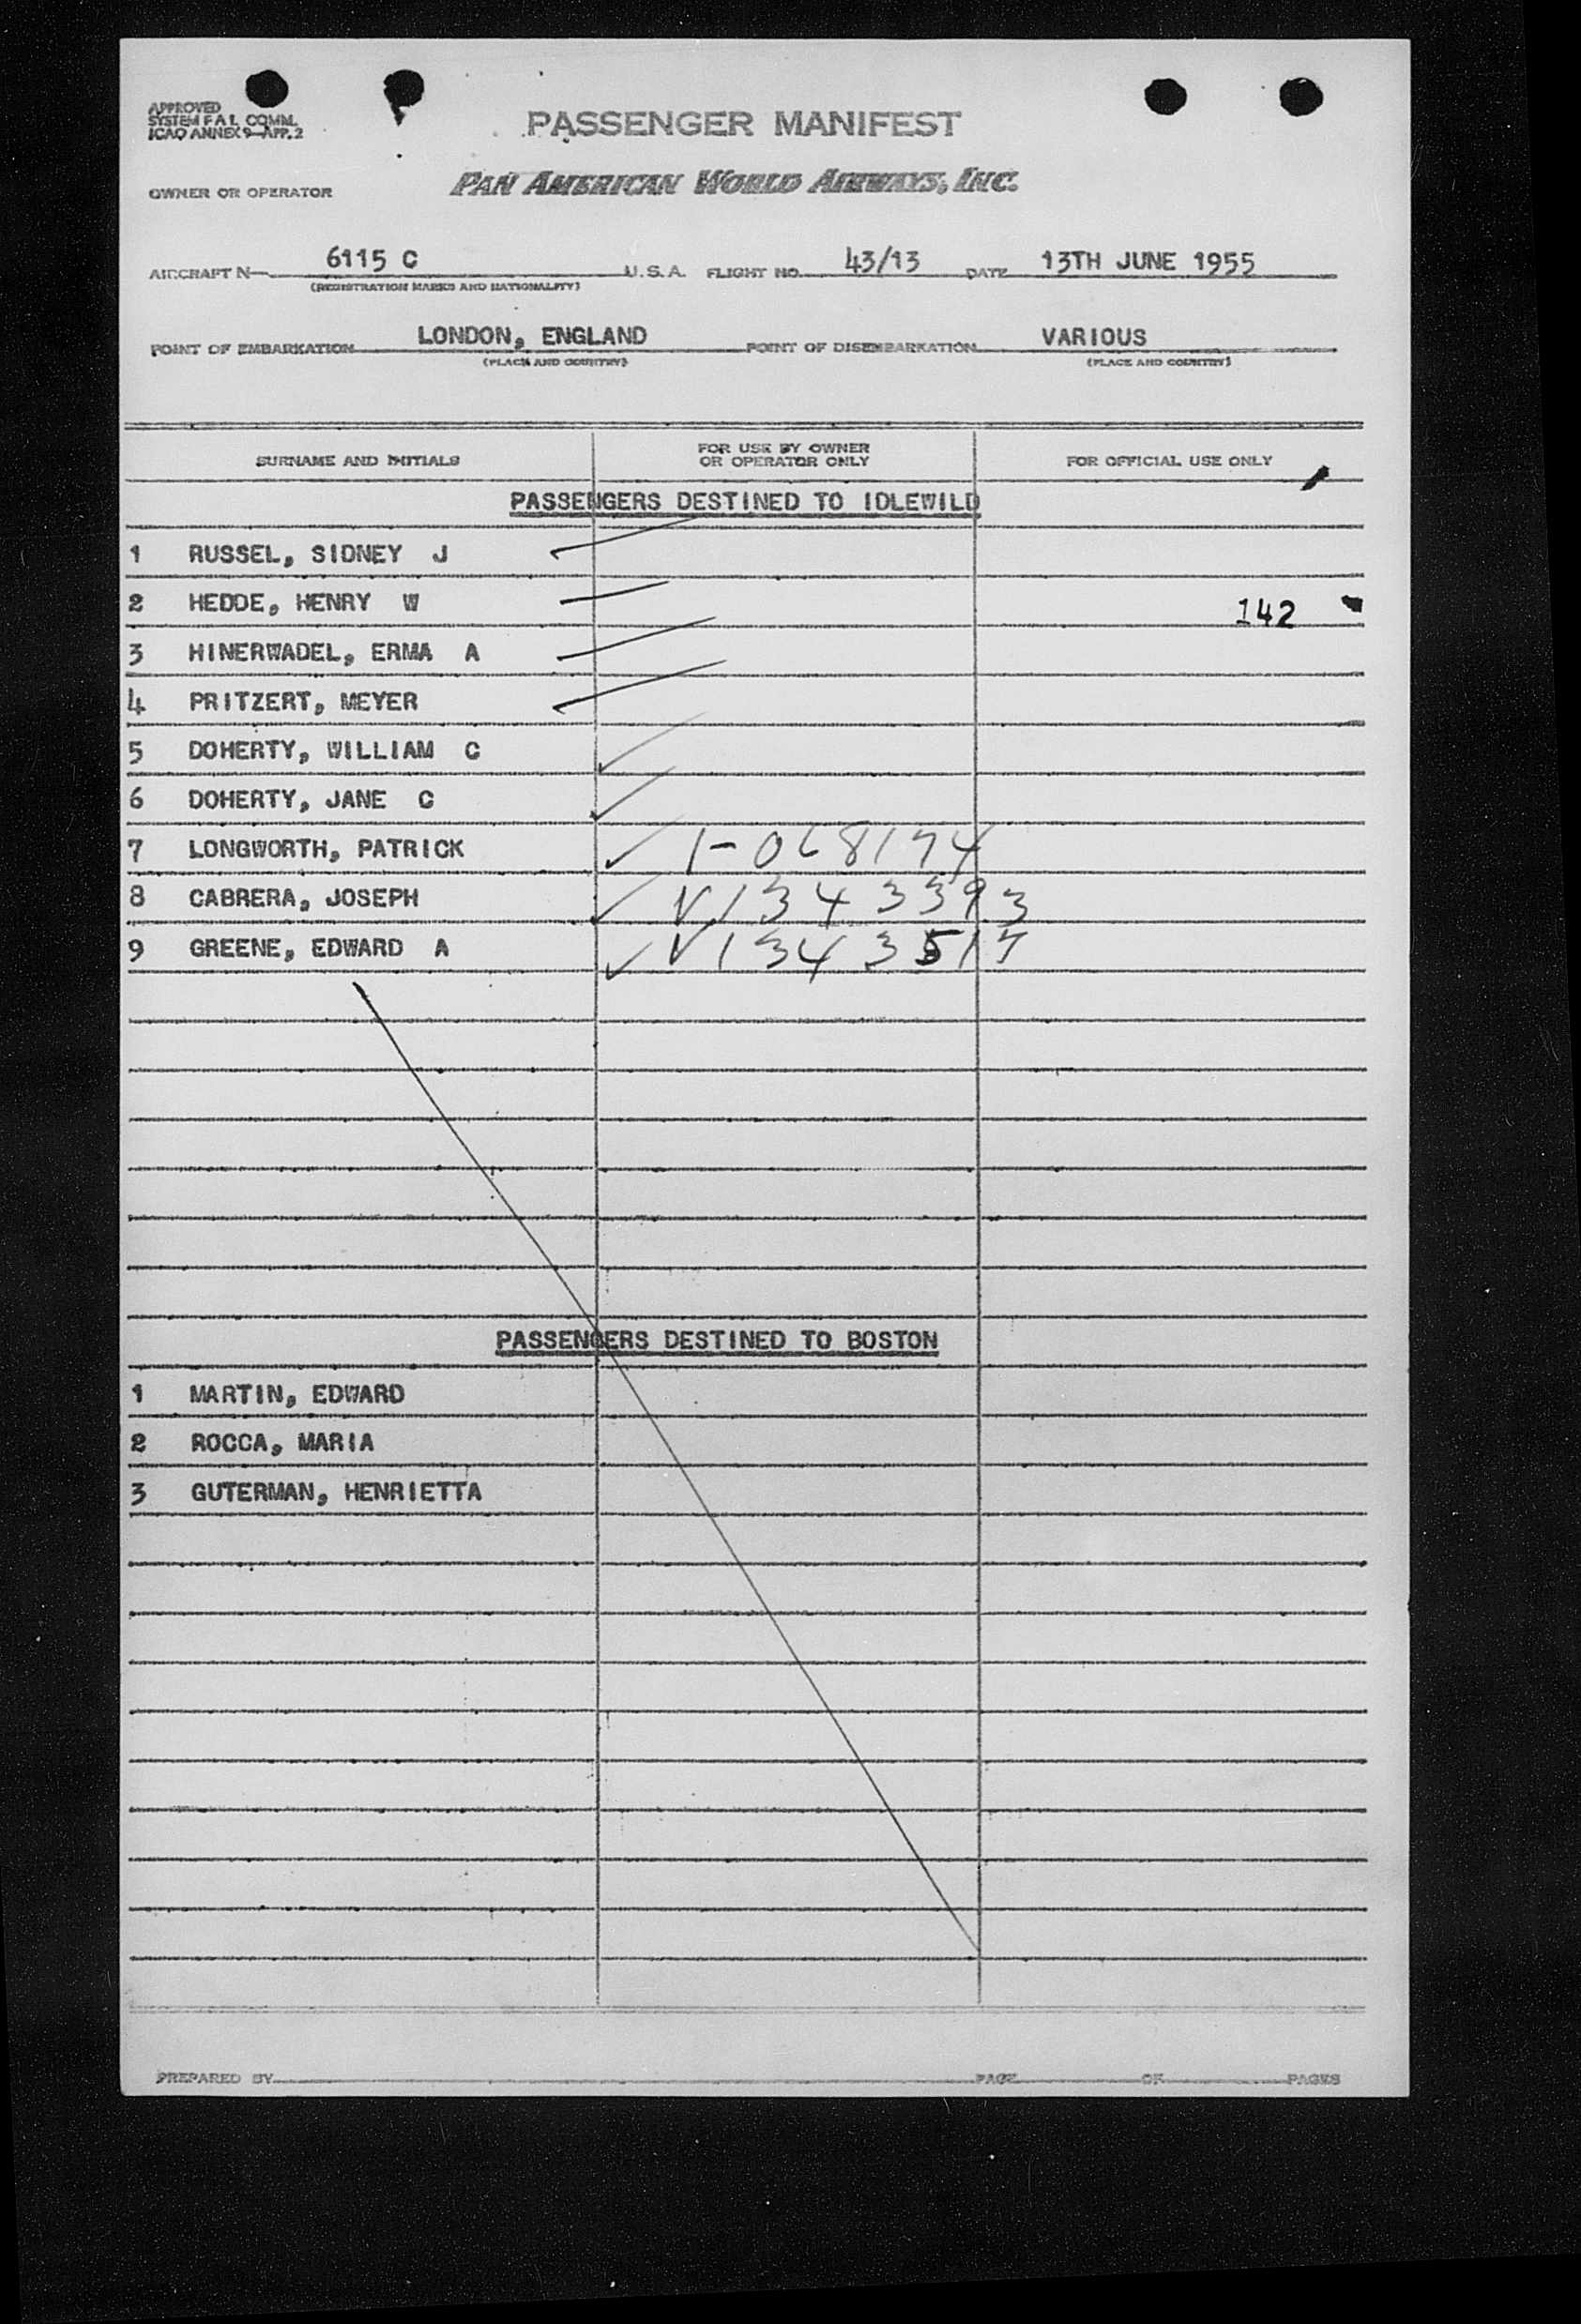 APPROVED
SYSTEM F A L COMM.
ICAO ANNEX 9—APP. 2
PASSENGER MANIFEST
OWNER OR OPERATOR PAN AMERICAN WORLD AIRWAYS, INC.
AIRCRAFT N— 6115 C U. S. A. FLIGHT NO. 43/13 DATE 13TH JUNE 1955
(REGISTRATION MARKS AND NATIONALITY)
POINT OF EMBARKATION LONDON, ENGLAND POINT OF DISEMBARKATION VARIOUS
(PLACE AND COUNTRY) (PLACE AND COUNTRY)
SURNAME AND INITIALS FOR USE BY OWNER OR OPERATOR ONLY FOR OFFICIAL USE ONLY
PASSENGERS DESTINED TO IDLEWILD
1 RUSSEL, SIDNEY J
2 HEDDE, HENRY W 142
3 HINERWADEL, ERMA A
4 PRITZERT, MEYER
5 DOHERTY, WILLIAM C
6 DOHERTY, JANE C
7 LONGWORTH, PATRICK 1-068174
8 CABRERA, JOSEPH V1343393
9 GREENE, EDWARD A V1343517
PASSENGERS DESTINED TO BOSTON
1 MARTIN, EDWARD
2 ROCCA, MARIA
3 GUTERMAN, HENRIETTA
PREPARED BY PAGE OF PAGES